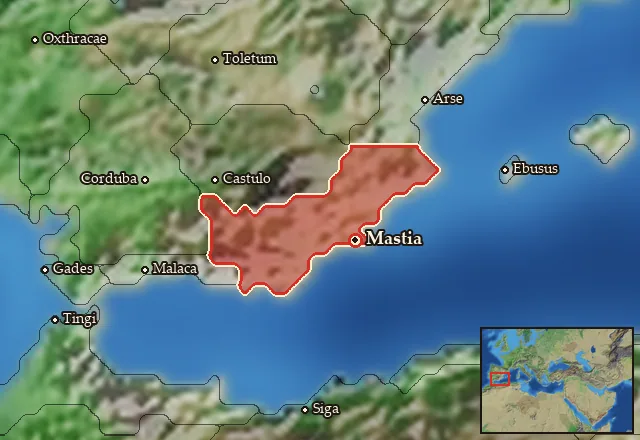 Oxthracae
Toletum
Arse
Ebusus
Corduba
Castulo
Mastia
Gades
Malaca
Tingi
Siga